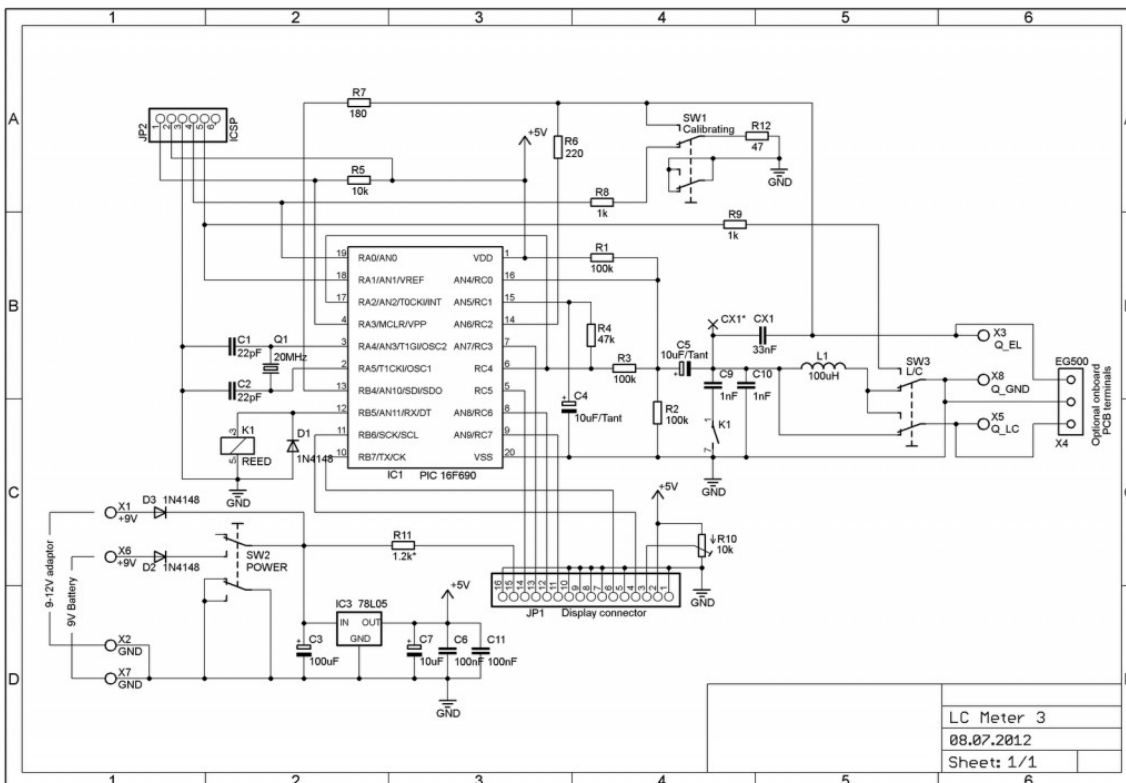 1 2 3 4 5 6
A
B
C
D
JP2
1 2 3 4 5 6
ICSP
R7
180
+5V
R6
220
SW1
Calibrating
R12
47
GND
R5
10k
R8
1k
R9
1k
19 RA0/AN0 VDD 1
18 RA1/AN1/VREF AN4/RC0 16
17 RA2/AN2/T0CKI/INT AN5/RC1 15
4 RA3/MCLR/VPP AN6/RC2 14
3 RA4/AN3/T1GI/OSC2 AN7/RC3 7
2 RA5/T1CKI/OSC1 RC4 6
13 RB4/AN10/SDI/SDO RC5 5
12 RB5/AN11/RX/DT AN8/RC6 8
11 RB6/SCK/SCL AN9/RC7 9
10 RB7/TX/CK VSS 20
IC1 PIC 16F690
R1
100k
R4
47k
R3
100k
C5
10uF/Tant
C4
10uF/Tant
R2
100k
CX1* CX1
33nF
C9
1nF
C10
1nF
K1
7
1
GND
L1
100uH
SW3
L/C
X3
Q_EL
X8
Q_GND
X5
Q_LC
EG500
X4
Optional onboard
PCB terminals
C1
22pF
Q1
20MHz
C2
22pF
K1
3
5
REED
D1
1N4148
GND
X1
+9V
D3 1N4148
X6
+9V
D2 1N4148
SW2
POWER
9-12V adaptor
9V Battery
X2
GND
X7
GND
R11
1.2k*
+5V
R10
10k
GND
16 15 14 13 12 11 10 9 8 7 6 5 4 3 2 1
JP1 Display connector
IC3 78L05
IN OUT
GND
+5V
C3
100uF
C7
10uF
C6
100nF
C11
100nF
GND
LC Meter 3
08.07.2012
Sheet: 1/1
1 2 3 4 5 6